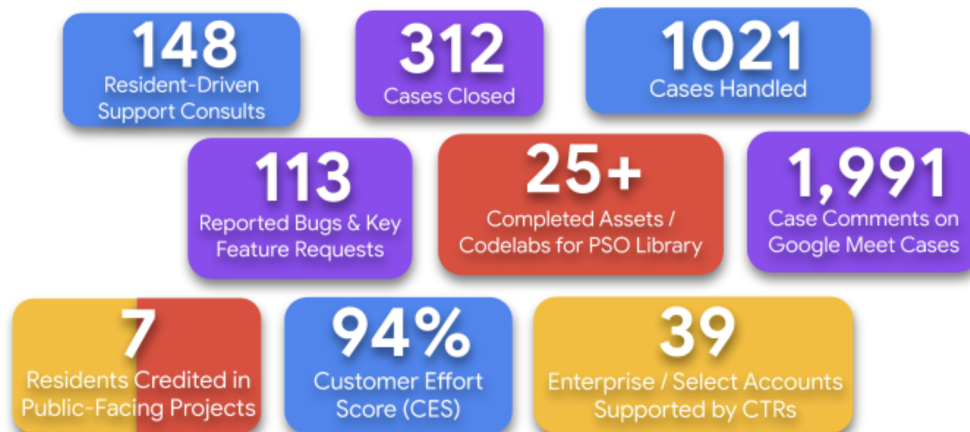 148
Resident-Driven
Support Consults
312
Cases Closed
1021
Cases Handled
113
Reported Bugs & Key
Feature Requests
25+
Completed Assets /
Codelabs for PSO Library
1,991
Case Comments on
Google Meet Cases
7
Residents Credited in
Public-Facing Projects
94%
Customer Effort
Score (CES)
39
Enterprise / Select Accounts
Supported by CTRs